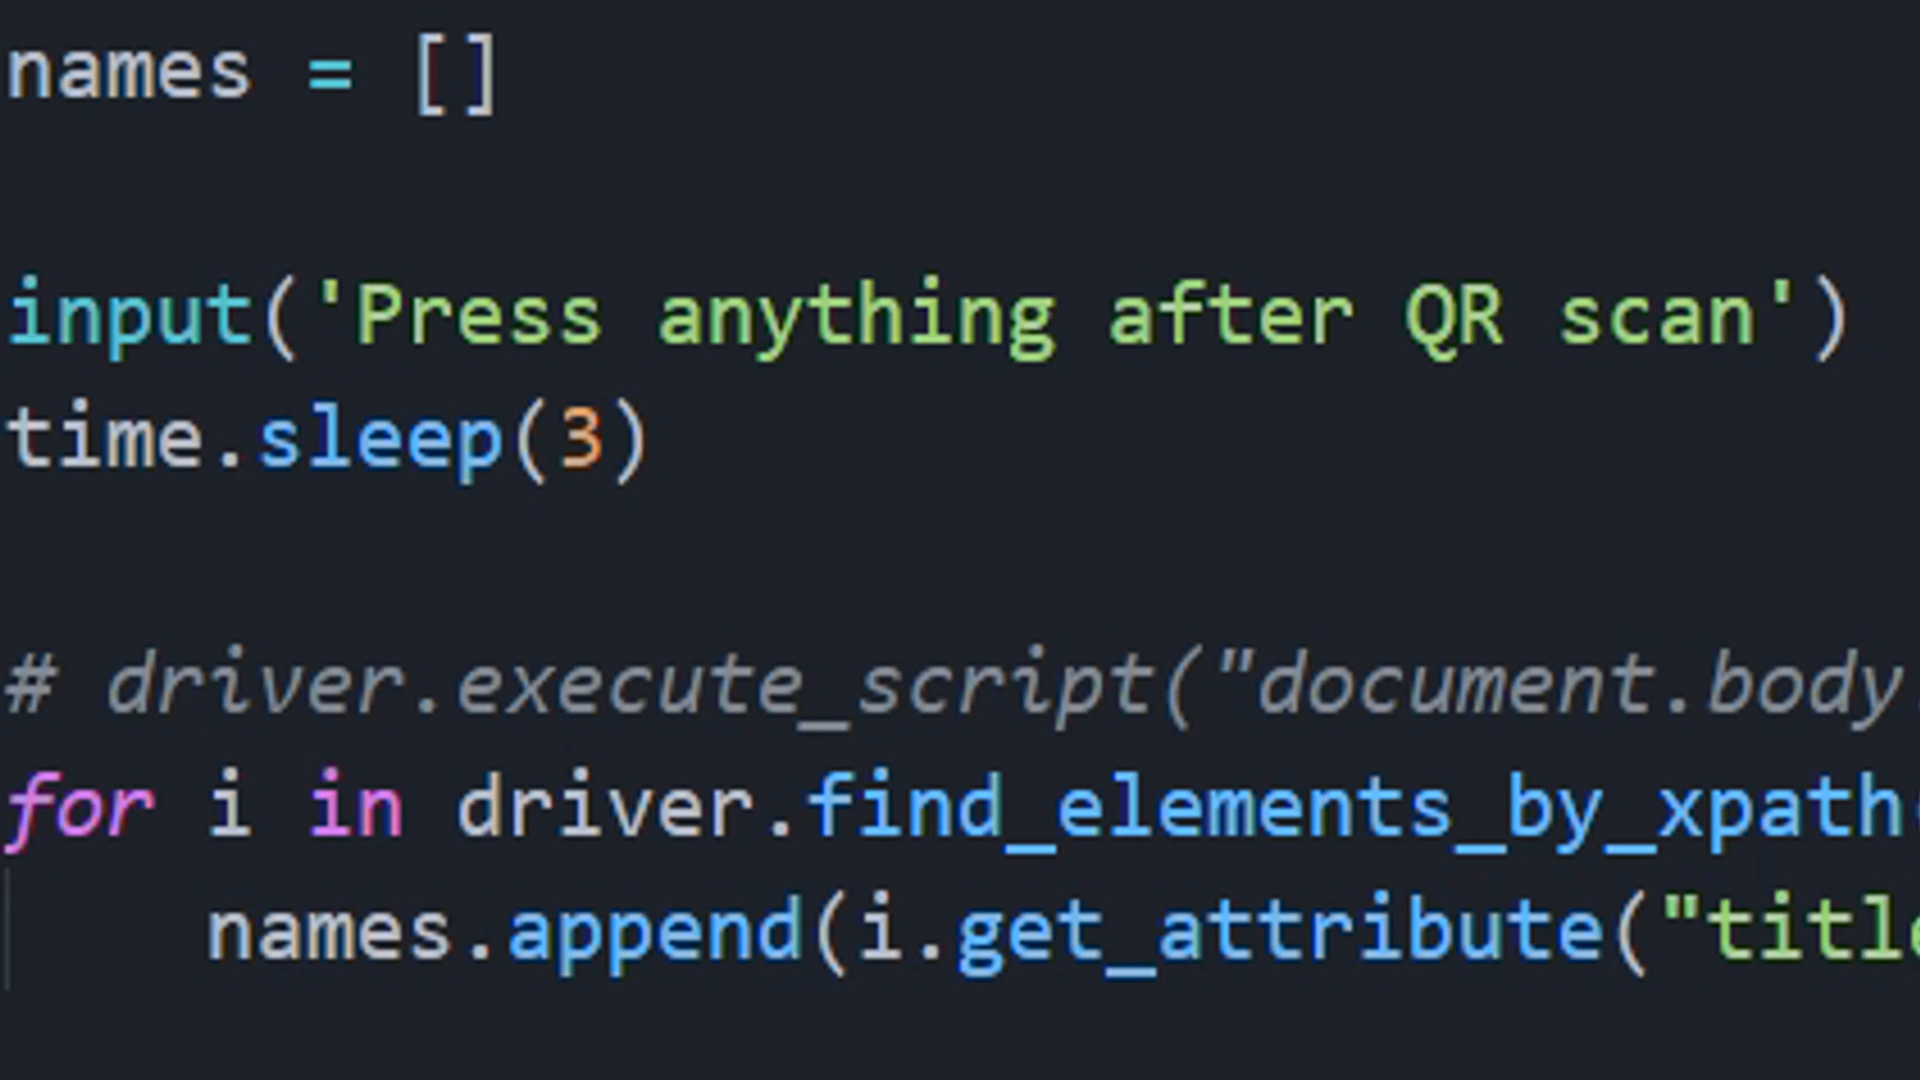 names = []
input('Press anything after QR scan')
time.sleep(3)
# driver.execute_script("document.body
for i in driver.find_elements_by_xpath(
names.append(i.get_attribute("title